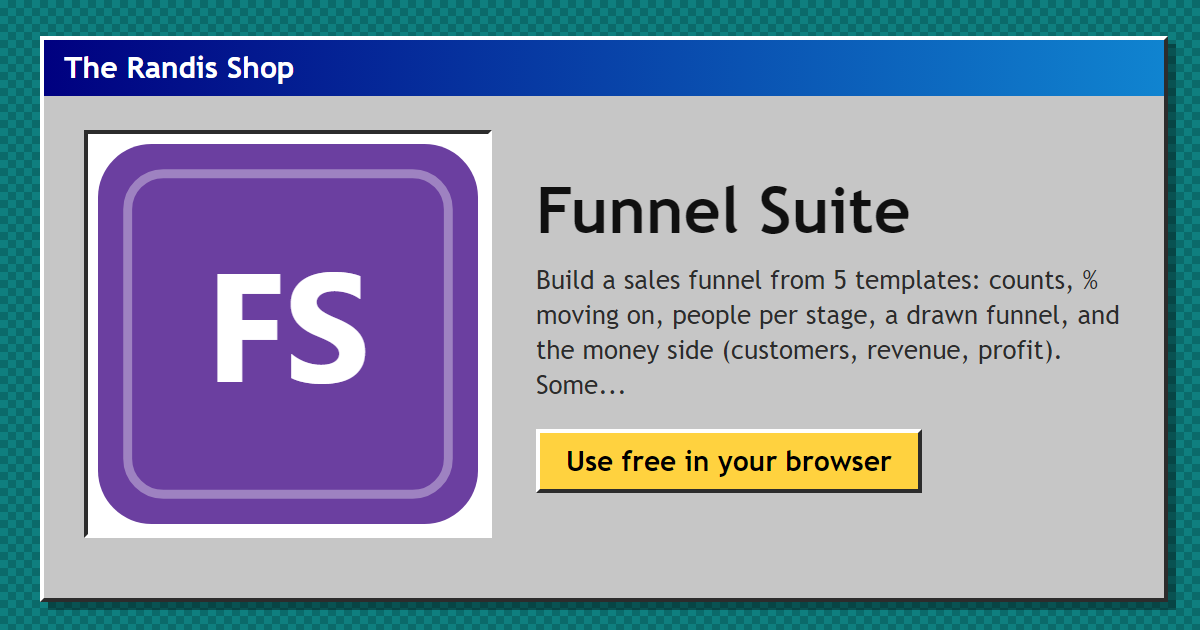 The Randis Shop
FS
Funnel Suite
Build a sales funnel from 5 templates: counts, %
moving on, people per stage, a drawn funnel, and
the money side (customers, revenue, profit).
Some...
Use free in your browser